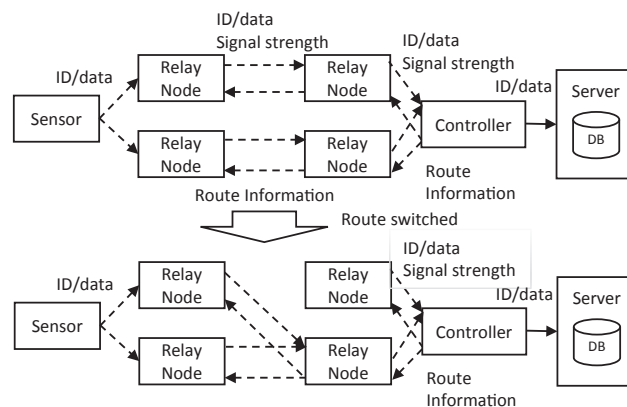 ID/data
Signal strength
ID/data
Signal strength
ID/data
Relay
Node
Relay
Node
ID/data
Server
Sensor
Controller
DB
Relay
Node
Relay
Node
Route
Information
Route Information
Route switched
ID/data
Signal strength
ID/data
Relay
Node
Relay
Node
ID/data
Server
Sensor
Controller
DB
Relay
Node
Relay
Node
Route
Information